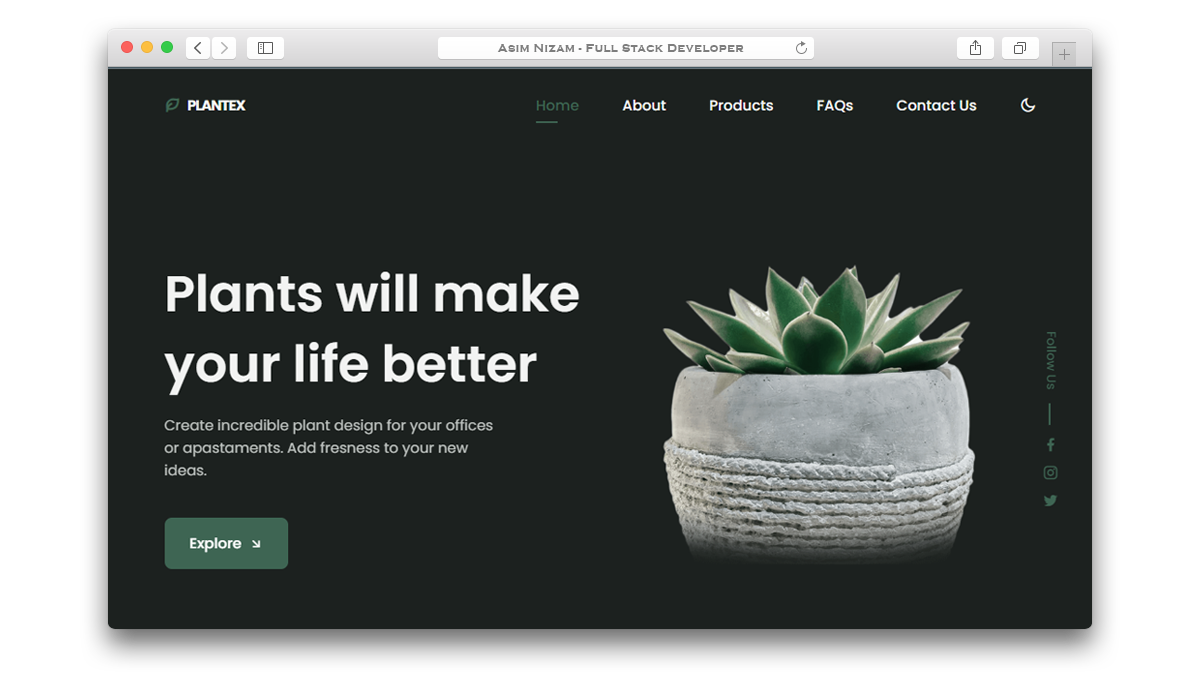 Asim Nizam - Full Stack Developer
PLANTEX
Home
About
Products
FAQs
Contact Us
Plants will make
your life better
Create incredible plant design for your offices
or apastaments. Add fresness to your new
ideas.
Explore
Follow Us